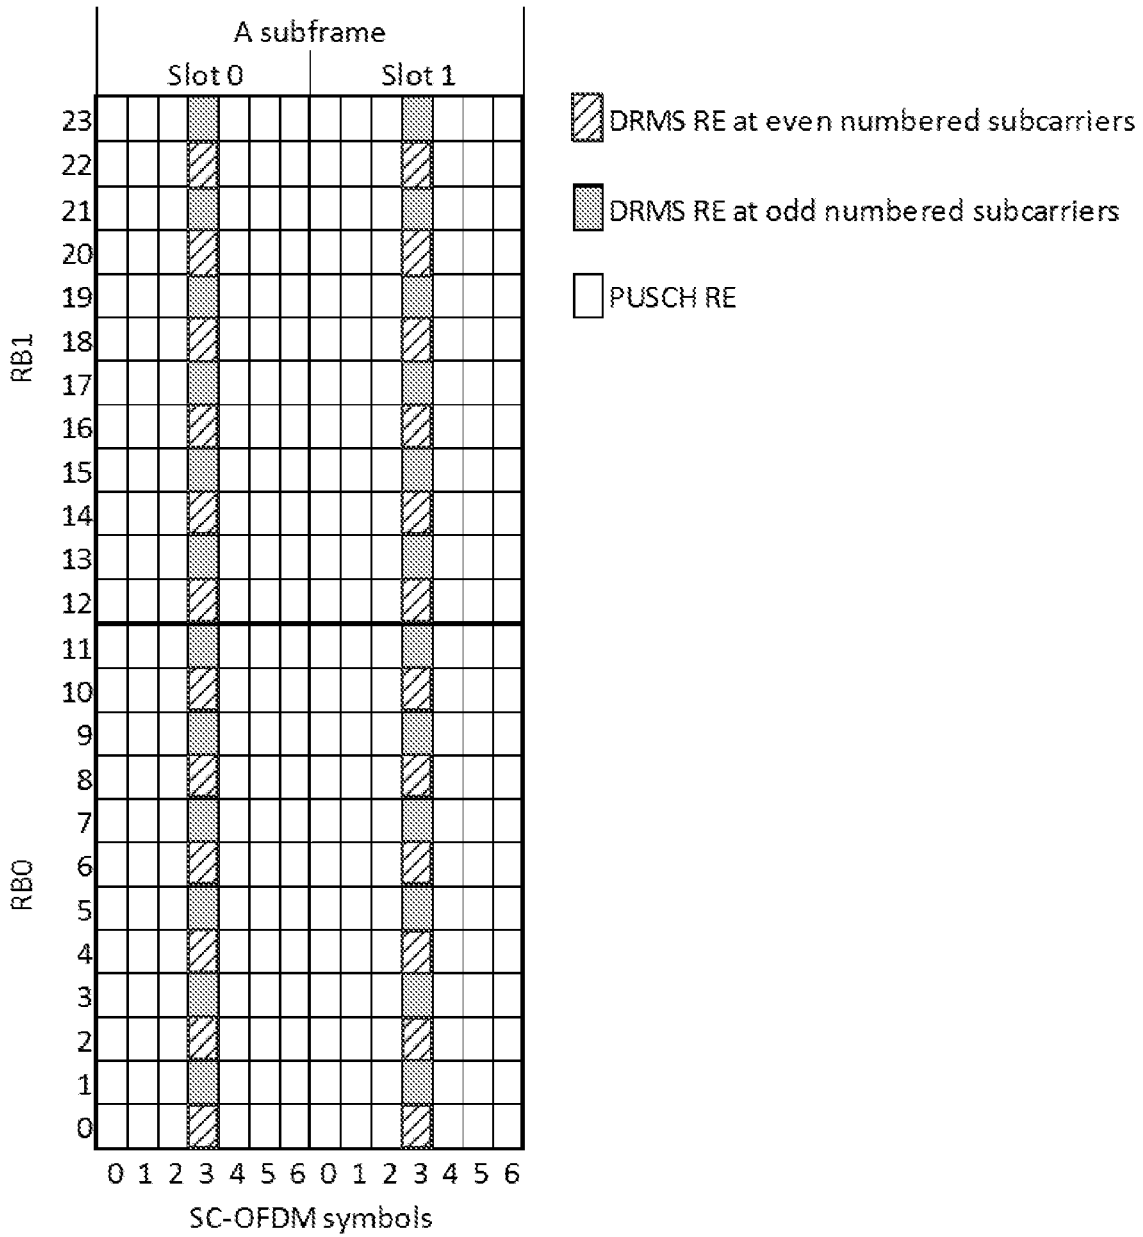 A subframe
Slot 0 Slot 1
DRMS RE at even numbered subcarriers
DRMS RE at odd numbered subcarriers
PUSCH RE
RB1
23
22
21
20
19
18
17
16
15
14
13
12
RB0
11
10
9
8
7
6
5
4
3
2
1
0
0 1 2 3 4 5 6 0 1 2 3 4 5 6
SC-OFDM symbols